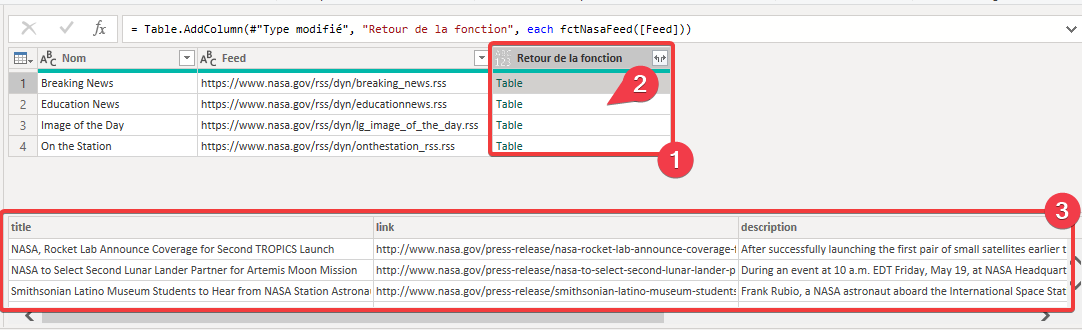 fx = Table.AddColumn(#"Type modifié", "Retour de la fonction", each fctNasaFeed([Feed]))
ABC Nom ABC Feed ABC 123 Retour de la fonction
1 Breaking News https://www.nasa.gov/rss/dyn/breaking_news.rss Table 2
2 Education News https://www.nasa.gov/rss/dyn/educationnews.rss Table
3 Image of the Day https://www.nasa.gov/rss/dyn/lg_image_of_the_day.rss Table
4 On the Station https://www.nasa.gov/rss/dyn/onthestation_rss.rss Table
1
3
title link description
NASA, Rocket Lab Announce Coverage for Second TROPICS Launch http://www.nasa.gov/press-release/nasa-rocket-lab-announce-coverage- After successfully launching the first pair of small satellites earlier t
NASA to Select Second Lunar Lander Partner for Artemis Moon Mission http://www.nasa.gov/press-release/nasa-to-select-second-lunar-lander-p During an event at 10 a.m. EDT Friday, May 19, at NASA Headquart
Smithsonian Latino Museum Students to Hear from NASA Station Astronau http://www.nasa.gov/press-release/smithsonian-latino-museum-students Frank Rubio, a NASA astronaut aboard the International Space Stat